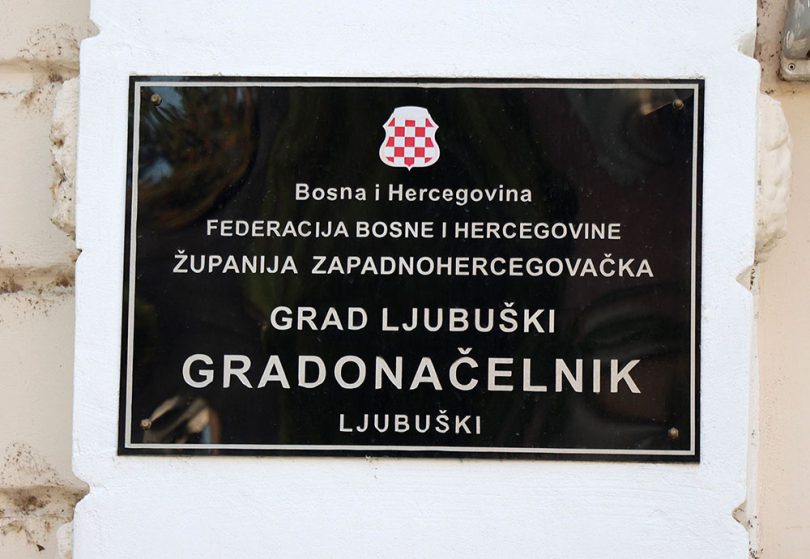 Bosna i Hercegovina
FEDERACIJA BOSNE I HERCEGOVINE
ŽUPANIJA ZAPADNOHERCEGOVAČKA
GRAD LJUBUŠKI
GRADONAČELNIK
LJUBUŠKI